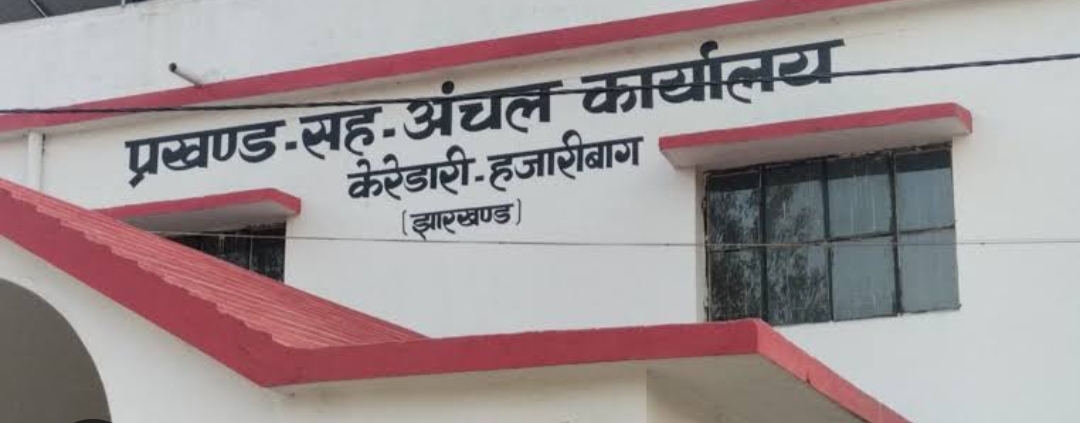 प्रखण्ड-सह-अंचल कार्यालय
केरेडारी-हजारीबाग
(झारखण्ड)